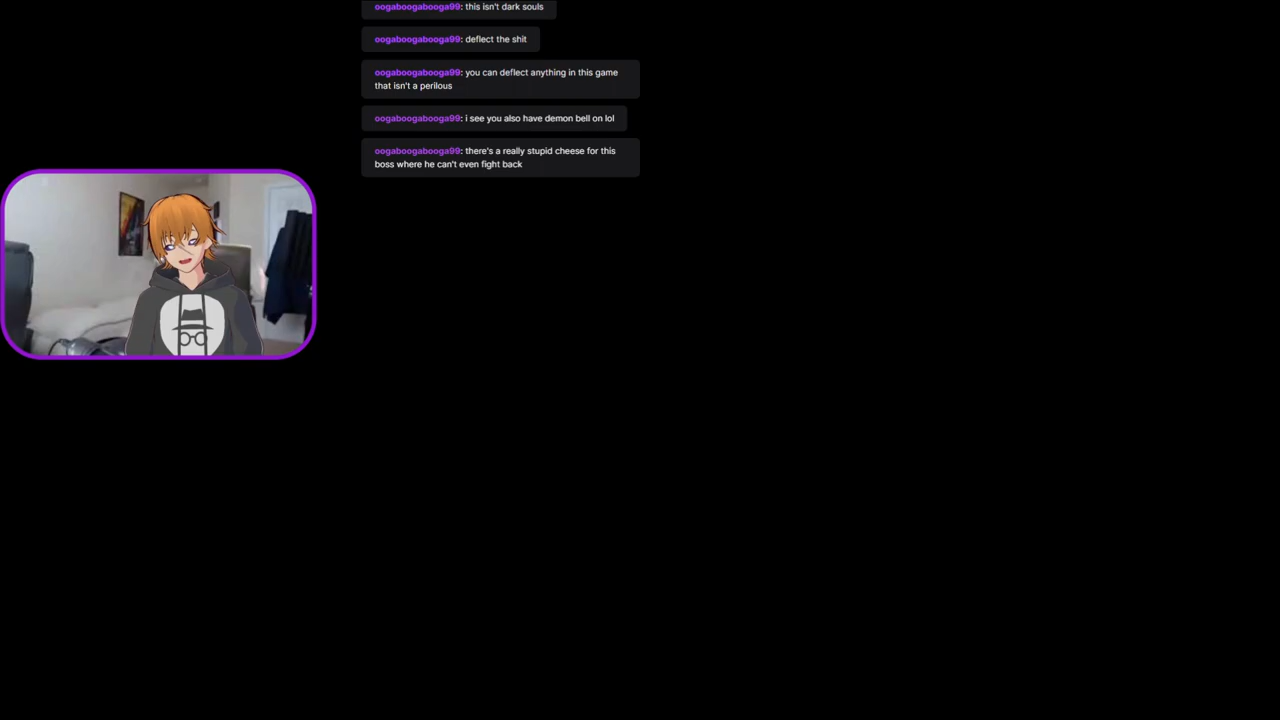 oogaboogabooga99: this isn't dark souls
oogaboogabooga99: deflect the shit
oogaboogabooga99: you can deflect anything in this game
that isn't a perilous
oogaboogabooga99: i see you also have demon bell on lol
oogaboogabooga99: there's a really stupid cheese for this
boss where he can't even fight back